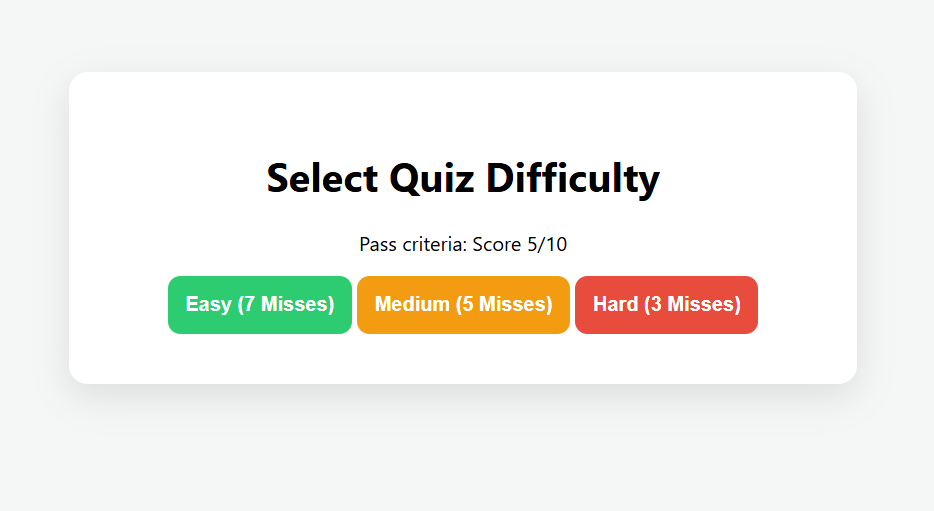 Select Quiz Difficulty
Pass criteria: Score 5/10
Easy (7 Misses) Medium (5 Misses) Hard (3 Misses)